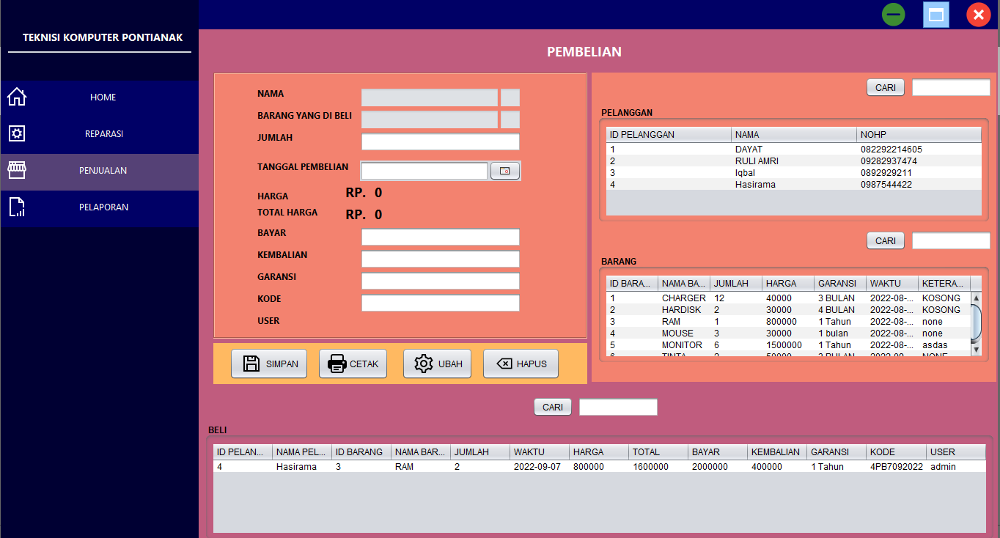 TEKNISI KOMPUTER PONTIANAK
HOME
REPARASI
PENJUALAN
PELAPORAN
PEMBELIAN
NAMA
BARANG YANG DI BELI
JUMLAH
TANGGAL PEMBELIAN
HARGA RP. 0
TOTAL HARGA RP. 0
BAYAR
KEMBALIAN
GARANSI
KODE
USER
SIMPAN CETAK UBAH HAPUS
CARI
PELANGGAN
ID PELANGGAN NAMA NOHP
1 DAYAT 082292214605
2 RULI AMRI 09282937474
3 Iqbal 0892929211
4 Hasirama 0987544422
CARI
BARANG
ID BARA... NAMA BA... JUMLAH HARGA GARANSI WAKTU KETERA...
1 CHARGER 12 40000 3 BULAN 2022-08-... KOSONG
2 HARDISK 2 30000 4 BULAN 2022-08-... KOSONG
3 RAM 1 800000 1 Tahun 2022-08-... none
4 MOUSE 3 30000 1 bulan 2022-08-... none
5 MONITOR 6 1500000 1 Tahun 2022-08-... asdas
CARI
BELI
ID PELAN... NAMA PEL... ID BARANG NAMA BAR... JUMLAH WAKTU HARGA TOTAL BAYAR KEMBALIAN GARANSI KODE USER
4 Hasirama 3 RAM 2 2022-09-07 800000 1600000 2000000 400000 1 Tahun 4PB7092022 admin